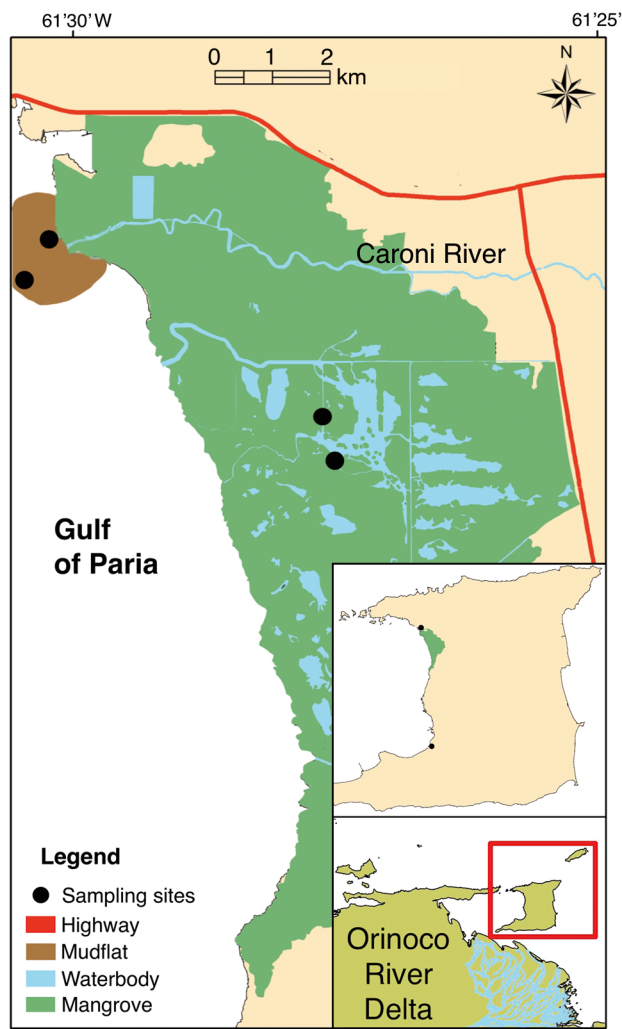 61'30' W
61'25'
0 1 2
km
N
Caroni River
Gulf
of Paria
Legend
Sampling sites
Highway
Mudflat
Waterbody
Mangrove
Orinoco
River
Delta